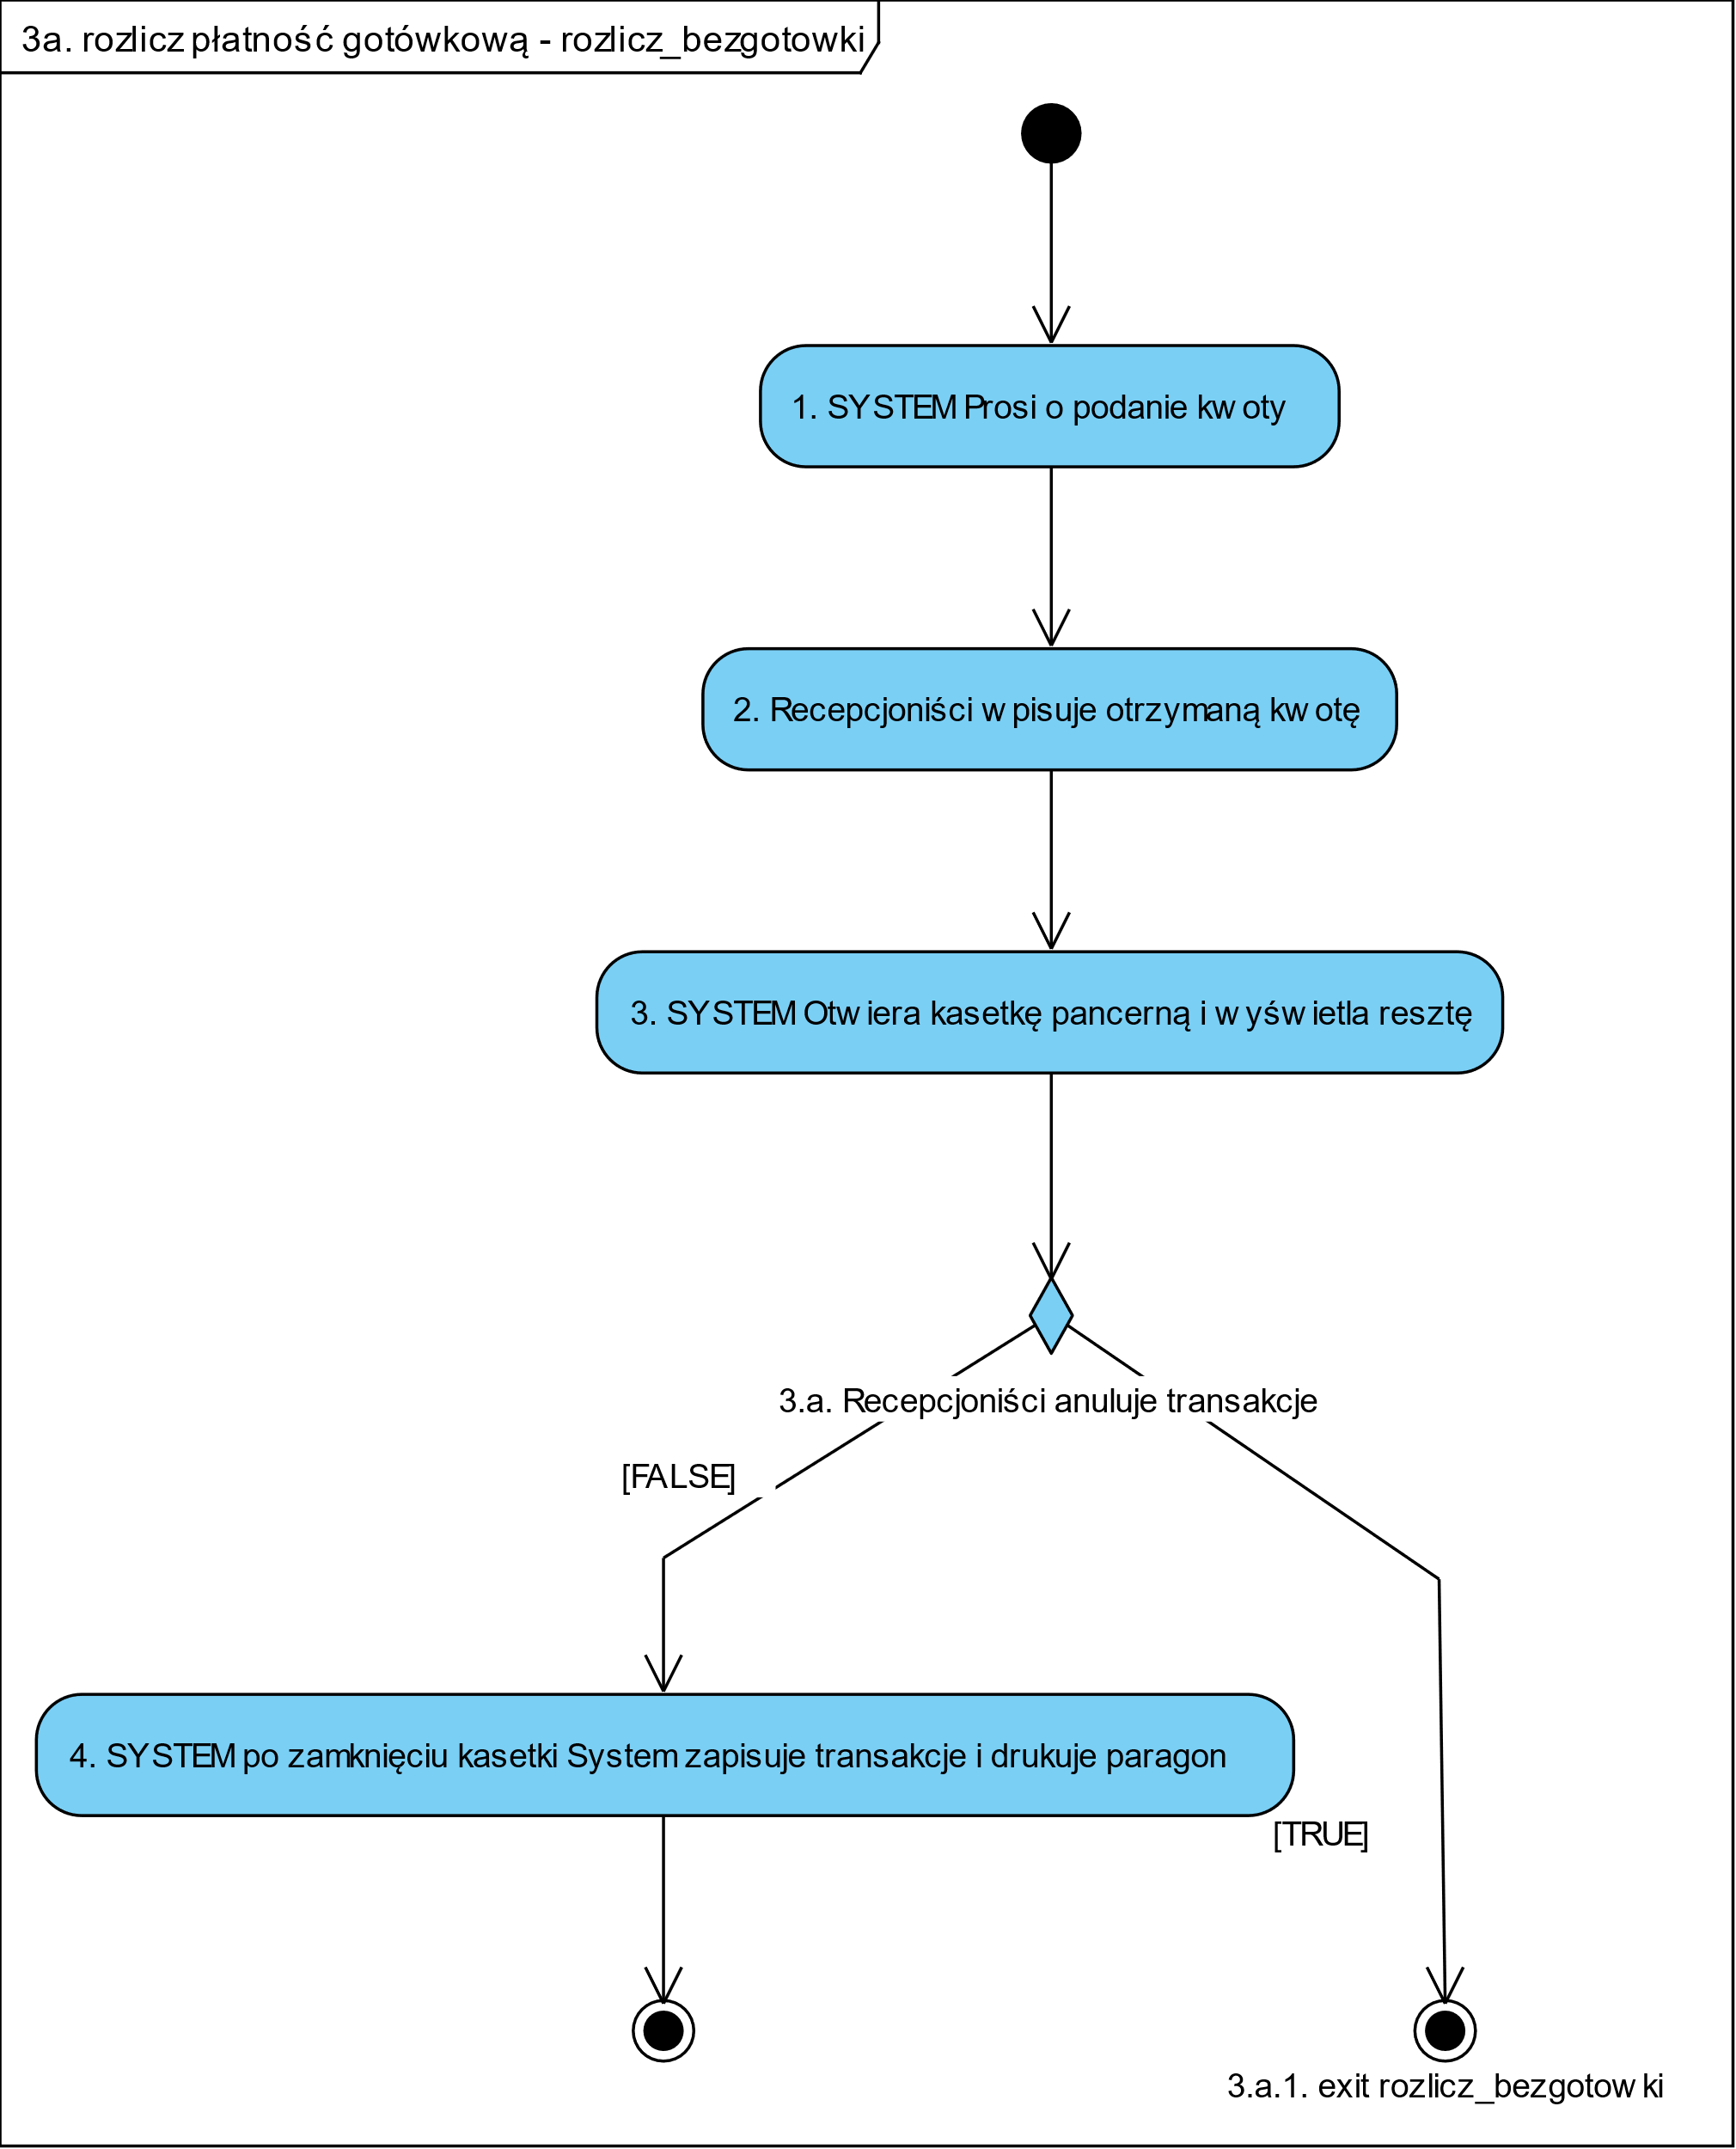 3a. rozlicz płatność gotówkową - rozlicz_bezgotowki
1. SYSTEM Prosi o podanie kwoty
2. Recepcjoniści wpisuje otrzymaną kwotę
3. SYSTEM Otwiera kasetkę pancerną i wyświetla resztę
3.a. Recepcjoniści anuluje transakcje
[FALSE]
4. SYSTEM po zamknięciu kasetki System zapisuje transakcje i drukuje paragon
[TRUE]
3.a.1. exit rozlicz_bezgotowki